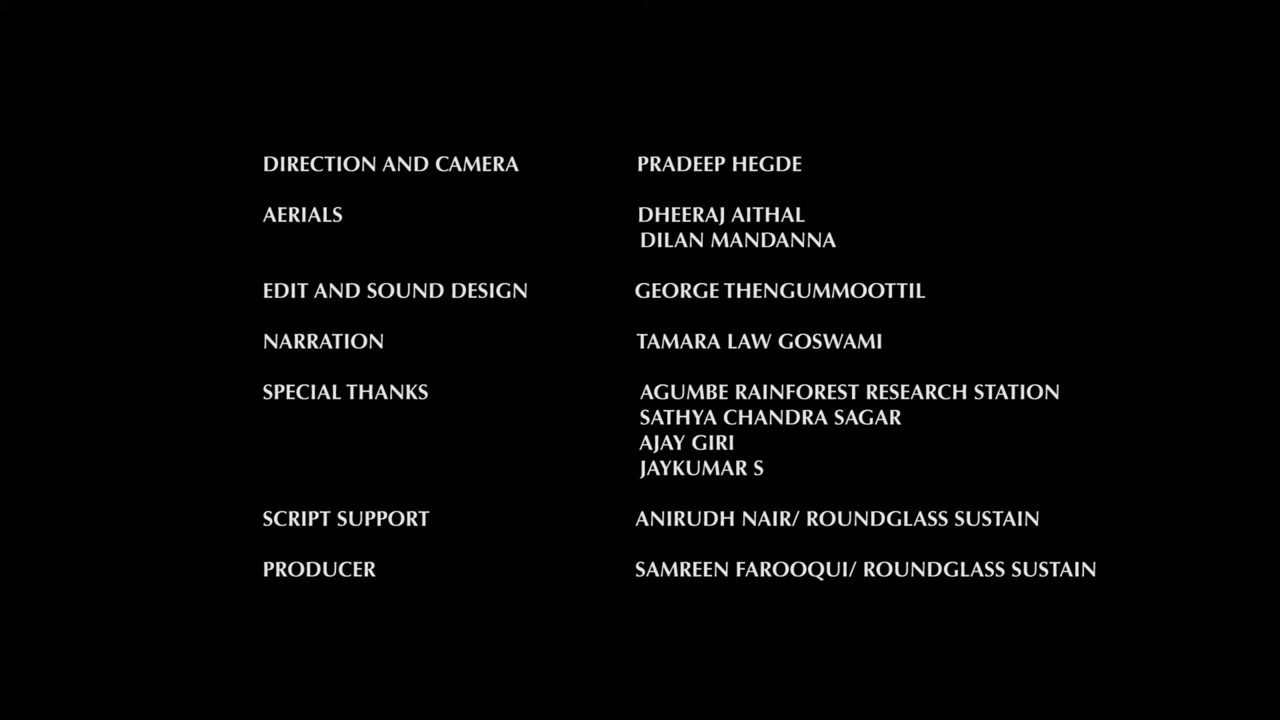 DIRECTION AND CAMERA PRADEEP HEGDE
AERIALS DHEERAJ AITHAL
DILAN MANDANNA
EDIT AND SOUND DESIGN GEORGE THENGUMMOOTTIL
NARRATION TAMARA LAW GOSWAMI
SPECIAL THANKS AGUMBE RAINFOREST RESEARCH STATION
SATHYA CHANDRA SAGAR
AJAY GIRI
JAYKUMAR S
SCRIPT SUPPORT ANIRUDH NAIR/ ROUNDGLASS SUSTAIN
PRODUCER SAMREEN FAROOQUI/ ROUNDGLASS SUSTAIN